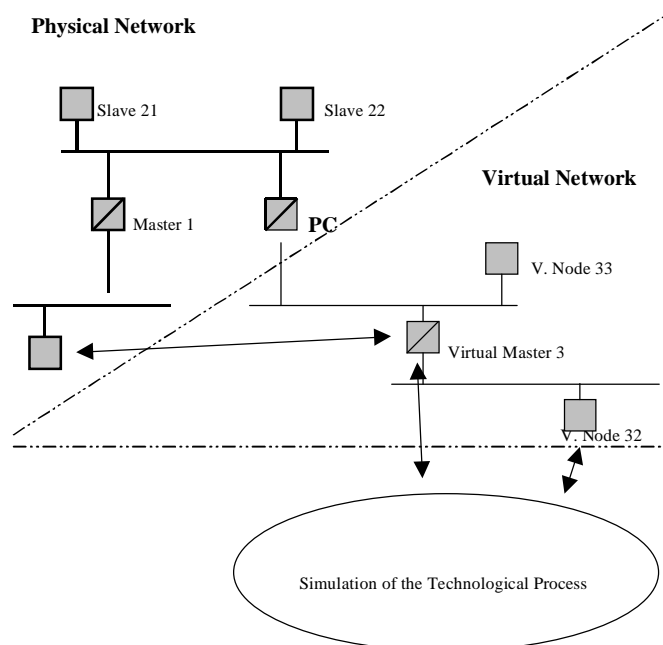 Physical Network
Slave 21
Slave 22
Virtual Network
Master 1
PC
V. Node 33
Virtual Master 3
V. Node 32
Simulation of the Technological Process